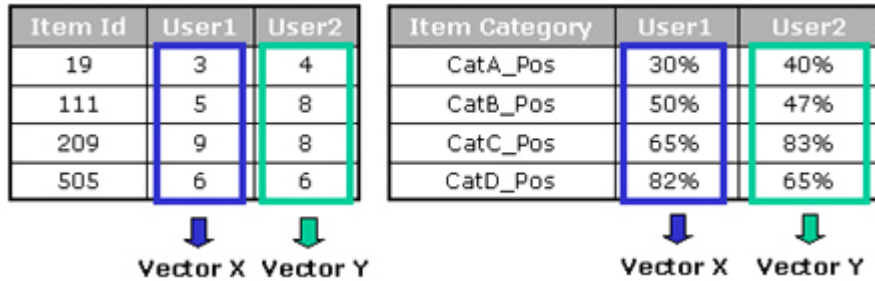 Item Id User1 User2
19 3 4
111 5 8
209 9 8
505 6 6
Vector X Vector Y
Item Category User1 User2
CatA_Pos 30% 40%
CatB_Pos 50% 47%
CatC_Pos 65% 83%
CatD_Pos 82% 65%
Vector X Vector Y